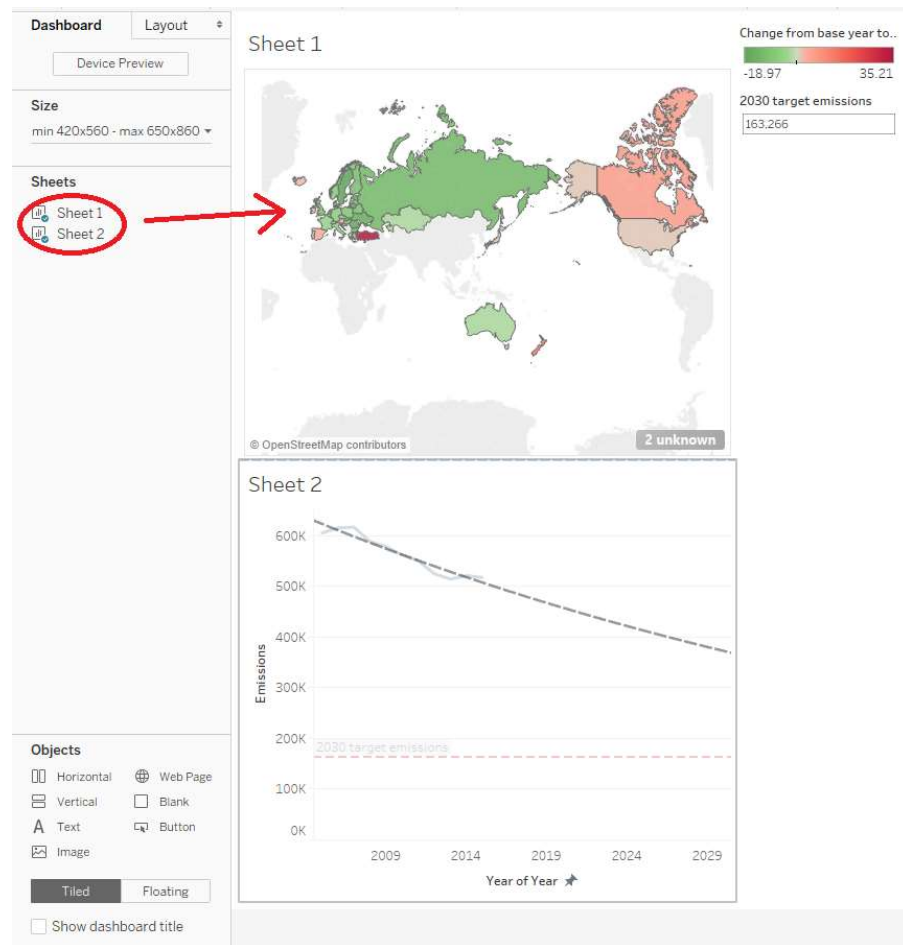 Dashboard
Layout
Device Preview
Size
min 420x560 - max 650x860
Sheets
Sheet 1
Sheet 2
Objects
Horizontal
Web Page
Vertical
Blank
A Text
Button
Image
Tiled
Floating
Show dashboard title
Sheet 1
© OpenStreetMap contributors
2 unknown
Sheet 2
Emissions
600K
500K
400K
300K
200K
100K
0K
2030 target emissions
2009 2014 2019 2024 2029
Year of Year
Change from base year to..
-18.97 35.21
2030 target emissions
163,266